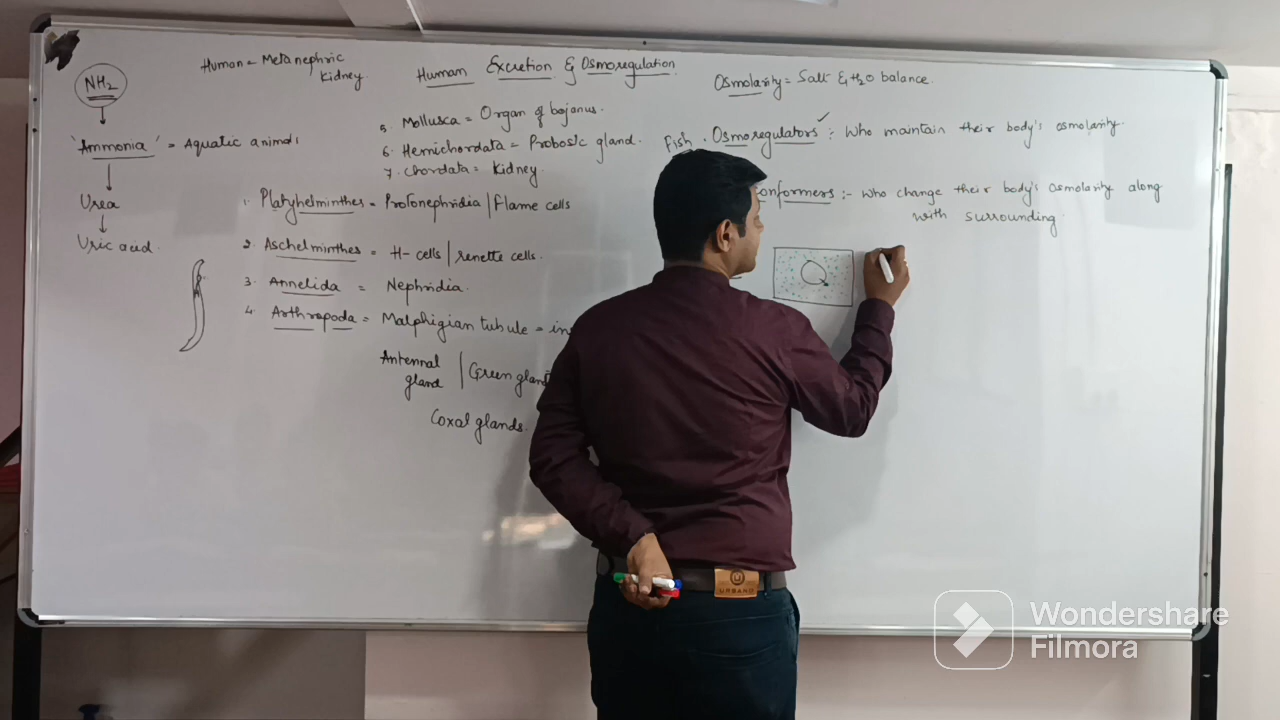 Human = Metanephric
Kidney.
Human Excretion & Osmoregulation
Osmolarity = Salt & H2O balance.
NH2
'Ammonia' = Aquatic animals
Urea
Uric acid.
5. Mollusca = Organ of bojanus.
6. Hemichordata = Probosic gland.
7. Chordata = Kidney.
1. Platyhelminthes = Protonephridia | Flame cells
2. Aschelminthes = H-cells | renette cells.
3. Annelida = Nephridia.
4. Arthropoda = Malphigian tubule = in
Antennal gland | Green gland
Coxal glands.
Fish . Osmoregulators :- Who maintain their body's osmolarity.
onformers :- Who change their body's osmolarity along
with surrounding.
URBANO
Wondershare
Filmora